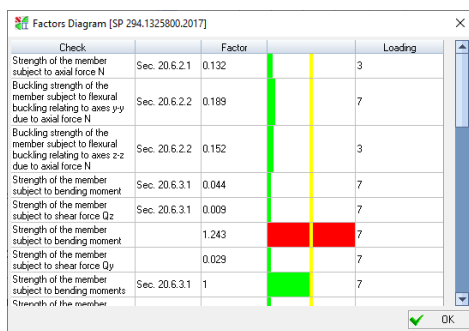 Factors Diagram [SP 294.1325800.2017]
Check Factor Loading
Strength of the member
subject to axial force N
Sec. 20.6.2.1 0.132 3
Buckling strength of the
member subject to flexural
buckling relating to axes y-y
due to axial force N
Sec. 20.6.2.2 0.189 7
Buckling strength of the
member subject to flexural
buckling relating to axes z-z
due to axial force N
Sec. 20.6.2.2 0.152 3
Strength of the member
subject to bending moment
Sec. 20.6.3.1 0.044 7
Strength of the member
subject to shear force Qz
Sec. 20.6.3.1 0.009 7
Strength of the member
subject to bending moment
1.243 7
Strength of the member
subject to shear force Qy
0.029 7
Strength of the member
subject to bending moments
Sec. 20.6.3.1 1 7
Strength of the member
OK